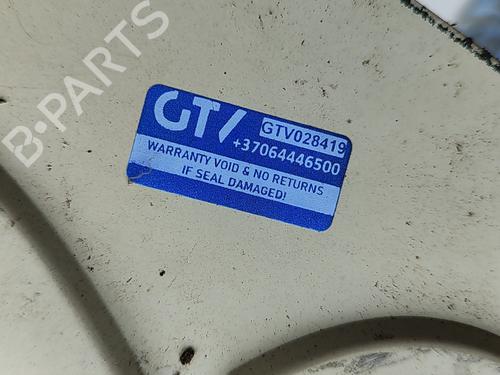 B-PARTS
GTV
GTV028419
+37064446500
WARRANTY VOID & NO RETURNS
IF SEAL DAMAGED!